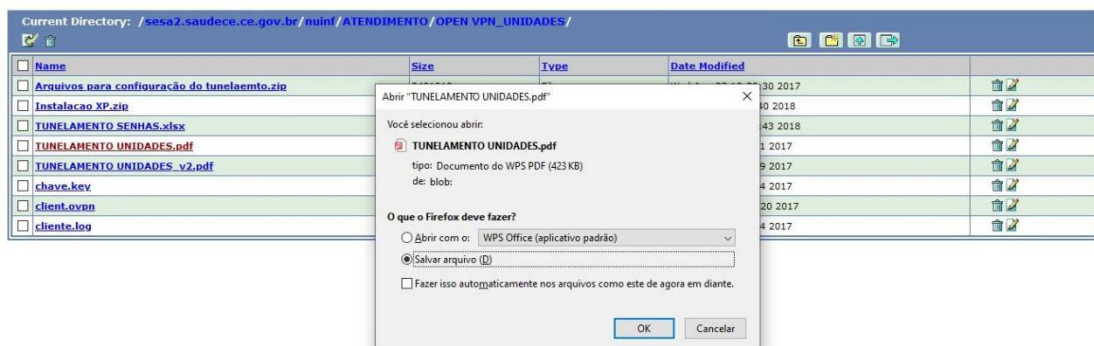 Current Directory: /sesa2.saudece.ce.gov.br/nuinf/ATENDIMENTO/OPEN VPN_UNIDADES/
Name Size Type Date Modified
Arquivos para configuração do tunelaemto.zip :30 2017
Instalacao XP.zip 40 2018
TUNELAMENTO SENHAS.xlsx :43 2018
TUNELAMENTO UNIDADES.pdf 1 2017
TUNELAMENTO UNIDADES_v2.pdf 9 2017
chave.key 4 2017
client.ovpn 20 2017
cliente.log 4 2017
Abrir "TUNELAMENTO UNIDADES.pdf"
Você selecionou abrir:
TUNELAMENTO UNIDADES.pdf
tipo: Documento do WPS PDF (423 KB)
de: blob:
O que o Firefox deve fazer?
Abrir com o: WPS Office (aplicativo padrão)
Salvar arquivo (D)
Fazer isso automaticamente nos arquivos como este de agora em diante.
OK Cancelar